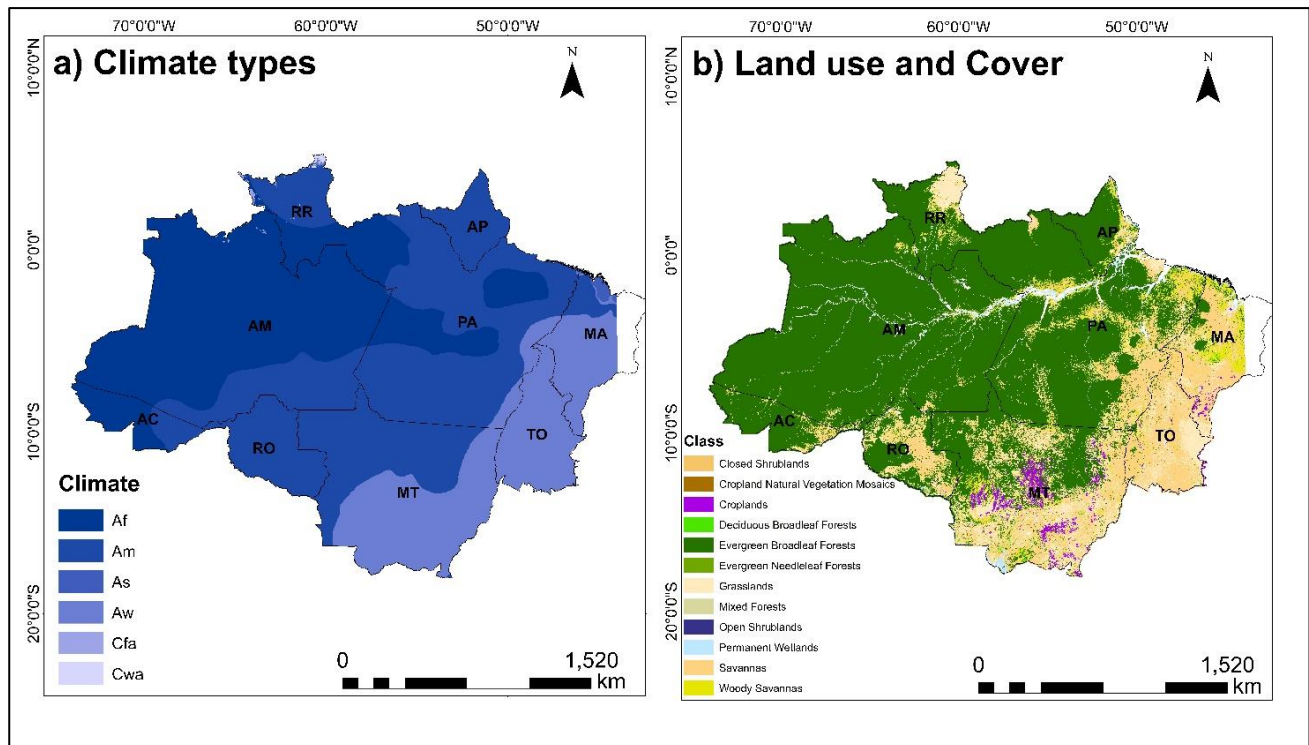 70°0'0"W 60°0'0"W 50°0'0"W
a) Climate types
N
10°0'0"N
0°0'0"
10°0'0"S
20°0'0"S
RR
AP
AM
PA
MA
AC
RO
TO
MT
Climate
Af
Am
As
Aw
Cfa
Cwa
0 1,520
km
70°0'0"W 60°0'0"W 50°0'0"W
b) Land use and Cover
N
10°0'0"N
0°0'0"
10°0'0"S
20°0'0"S
RR
AP
AM
PA
MA
AC
RO
TO
MT
Class
Closed Shrublands
Cropland Natural Vegetation Mosaics
Croplands
Deciduous Broadleaf Forests
Evergreen Broadleaf Forests
Evergreen Needleleaf Forests
Grasslands
Mixed Forests
Open Shrublands
Permanent Wetlands
Savannas
Woody Savannas
0 1,520
km